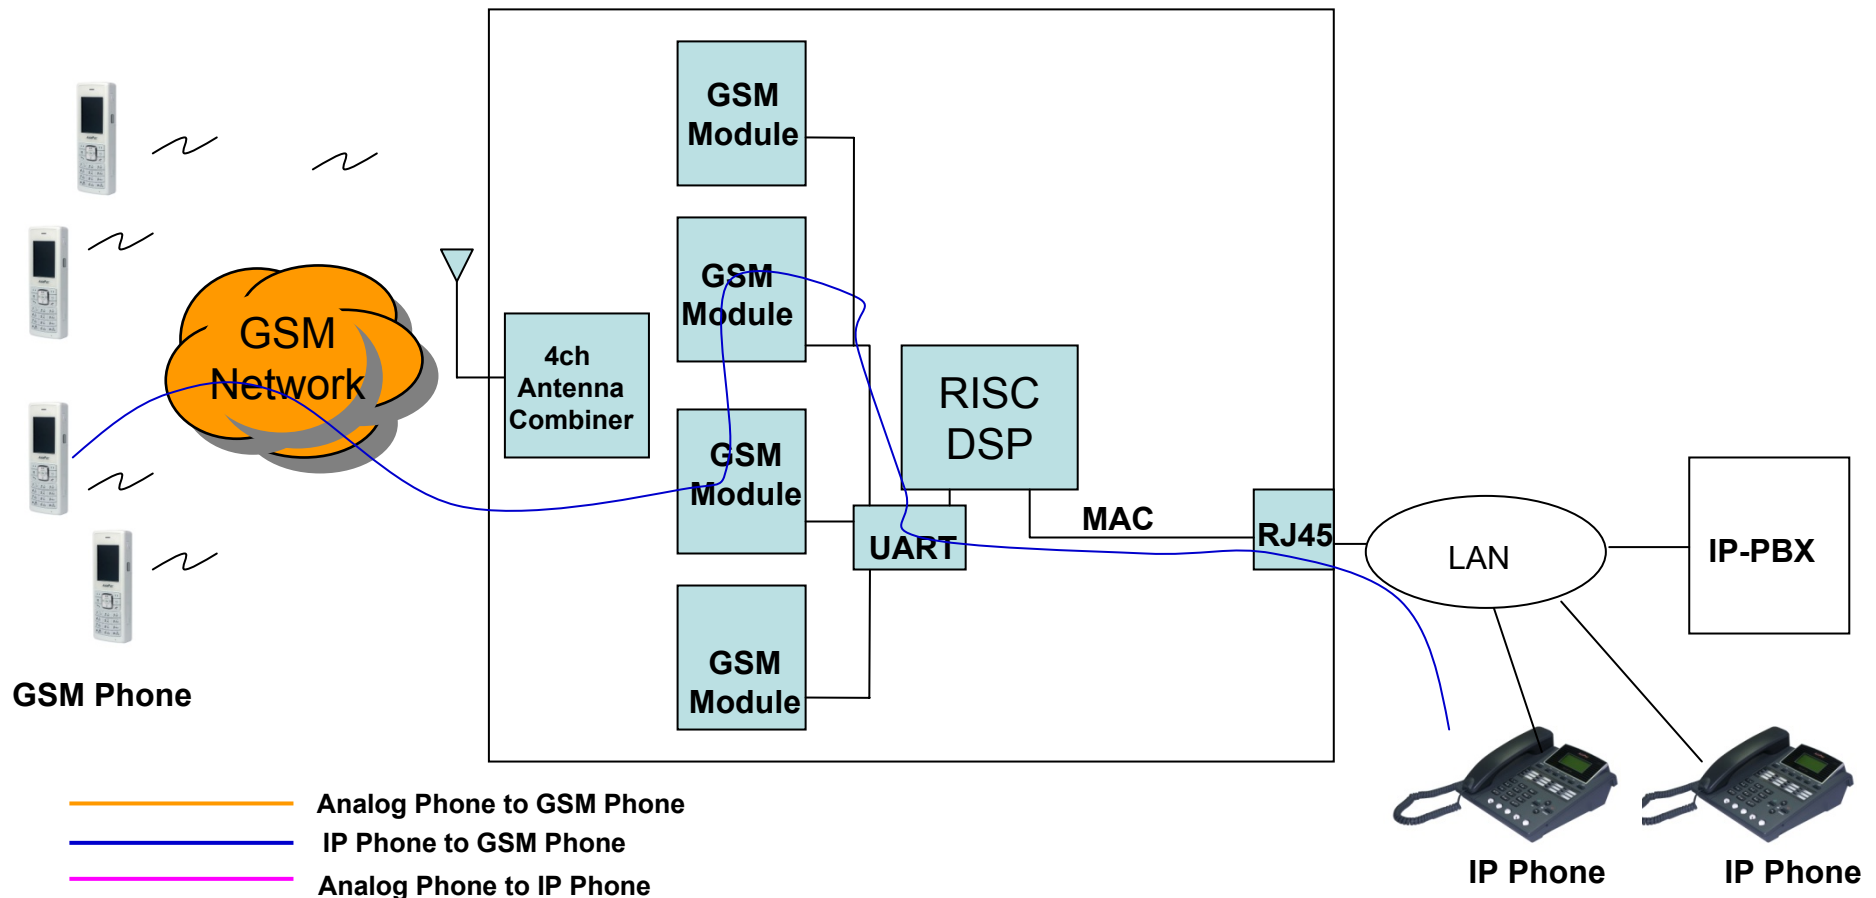 GSM
Module
GSM
Module
GSM
Network
4ch
Antenna
Combiner
RISC
DSP
GSM
Module
MAC
RJ45
UART
LAN
IP-PBX
GSM
Module
GSM Phone
Analog Phone to GSM Phone
IP Phone to GSM Phone
Analog Phone to IP Phone
IP Phone
IP Phone